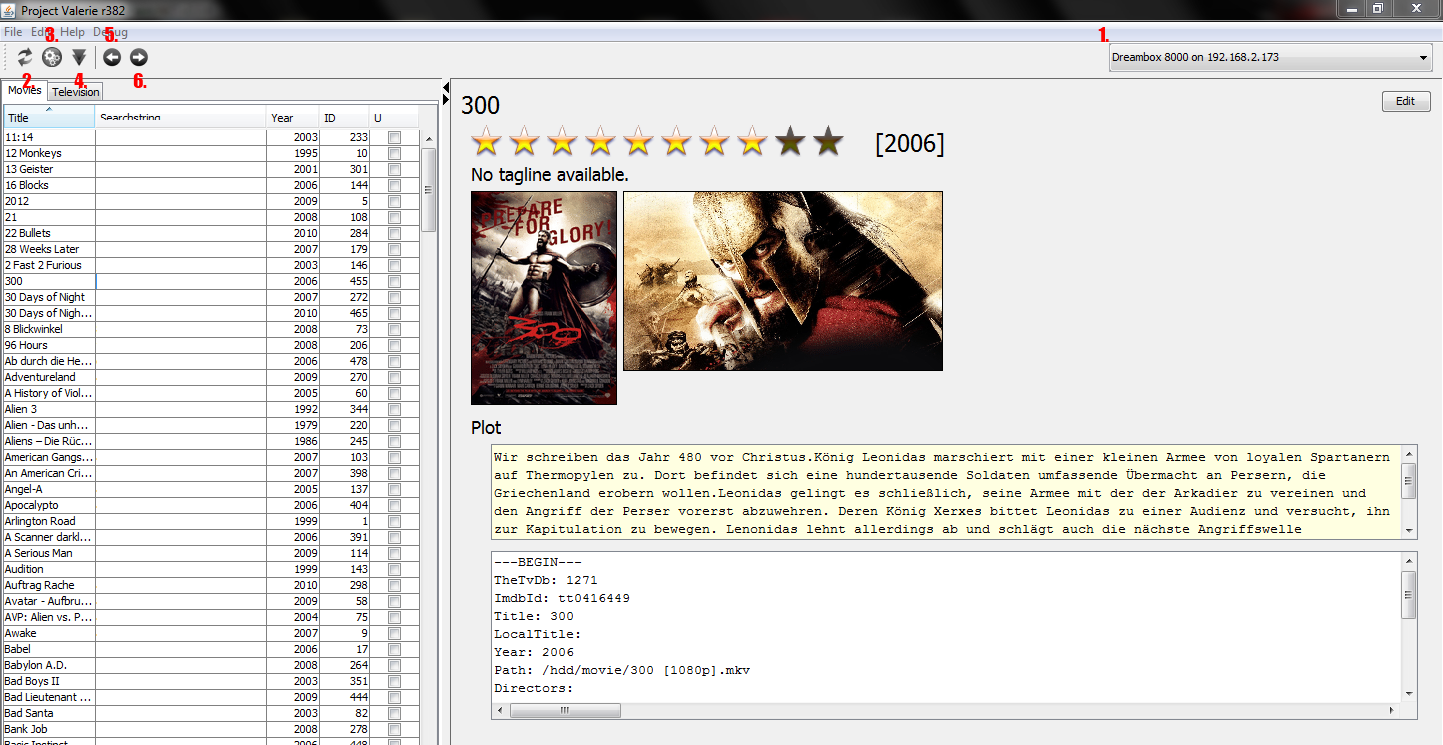 Project Valerie r382
File Edit Help Debug
1.
3.
5.
Dreambox 8000 on 192.168.2.173
2.
4.
6.
Movies Television
Title Searchstring Year ID U
11:14 2003 233
12 Monkeys 1995 10
13 Geister 2001 301
16 Blocks 2006 144
2012 2009 5
21 2008 108
22 Bullets 2010 284
28 Weeks Later 2007 179
2 Fast 2 Furious 2003 146
300 2006 455
30 Days of Night 2007 272
30 Days of Nigh... 2010 465
8 Blickwinkel 2008 73
96 Hours 2008 206
Ab durch die He... 2006 478
Adventureland 2009 270
A History of Viol... 2005 60
Alien 3 1992 344
Alien - Das unh... 1979 220
Aliens – Die Rüc... 1986 245
American Gangs... 2007 103
An American Cri... 2007 398
Angel-A 2005 137
Apocalypto 2006 404
Arlington Road 1999 1
A Scanner darkl... 2006 391
A Serious Man 2009 114
Audition 1999 143
Auftrag Rache 2010 298
Avatar - Aufbru... 2009 58
AVP: Alien vs. P... 2004 75
Awake 2007 9
Babel 2006 17
Babylon A.D. 2008 264
Bad Boys II 2003 351
Bad Lieutenant ... 2009 444
Bad Santa 2003 82
Bank Job 2008 278
Basic Instinct 2006 448
300
Edit
[2006]
No tagline available.
PREPARE
FOR
GLORY!
300
Plot
Wir schreiben das Jahr 480 vor Christus.König Leonidas marschiert mit einer kleinen Armee von loyalen Spartanern
auf Thermopylen zu. Dort befindet sich eine hundertausende Soldaten umfassende Übermacht an Persern, die
Griechenland erobern wollen.Leonidas gelingt es schließlich, seine Armee mit der der Arkadier zu vereinen und
den Angriff der Perser vorerst abzuwehren. Deren König Xerxes bittet Leonidas zu einer Audienz und versucht, ihn
zur Kapitulation zu bewegen. Lenonidas lehnt allerdings ab und schlägt auch die nächste Angriffswelle
---BEGIN---
TheTvDb: 1271
ImdbId: tt0416449
Title: 300
LocalTitle:
Year: 2006
Path: /hdd/movie/300 [1080p].mkv
Directors: